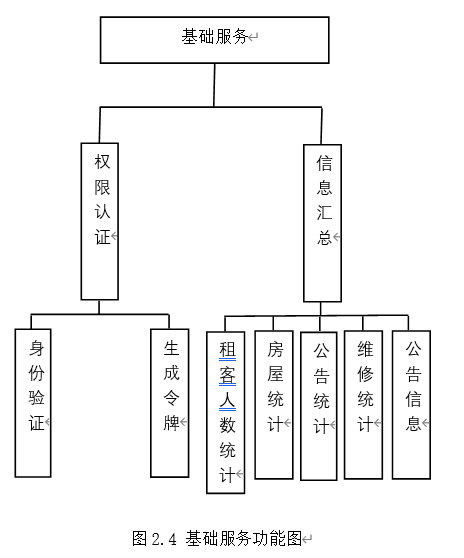 基础服务
权限认证
信息汇总
身份验证
生成令牌
租客人数统计
房屋统计
公告统计
维修统计
公告信息
图 2.4 基础服务功能图